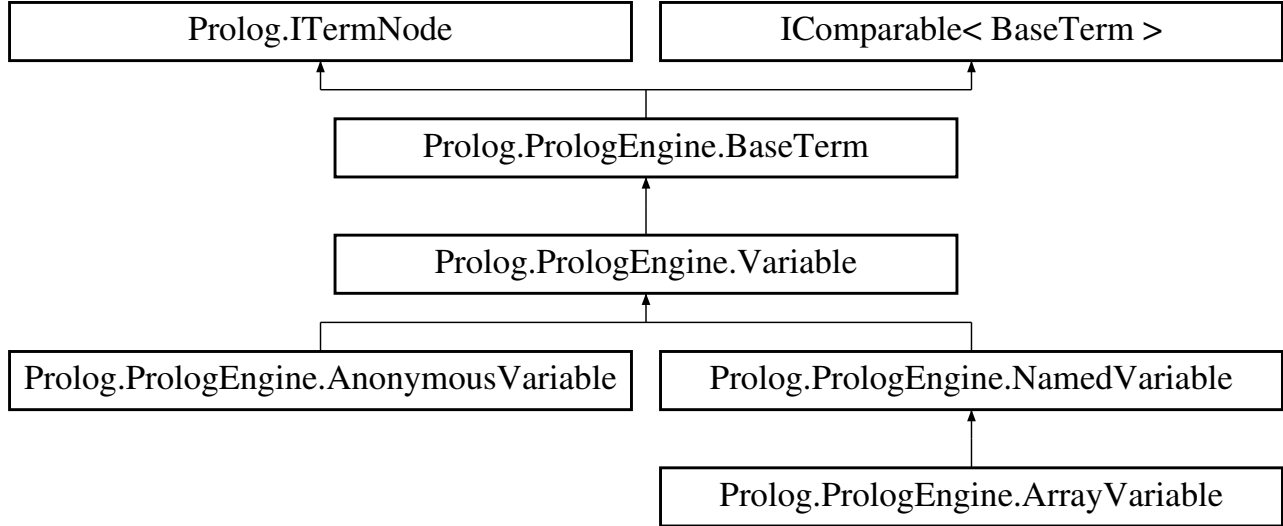 Prolog.ITermNode
IComparable< BaseTerm >
Prolog.PrologEngine.BaseTerm
Prolog.PrologEngine.Variable
Prolog.PrologEngine.AnonymousVariable
Prolog.PrologEngine.NamedVariable
Prolog.PrologEngine.ArrayVariable